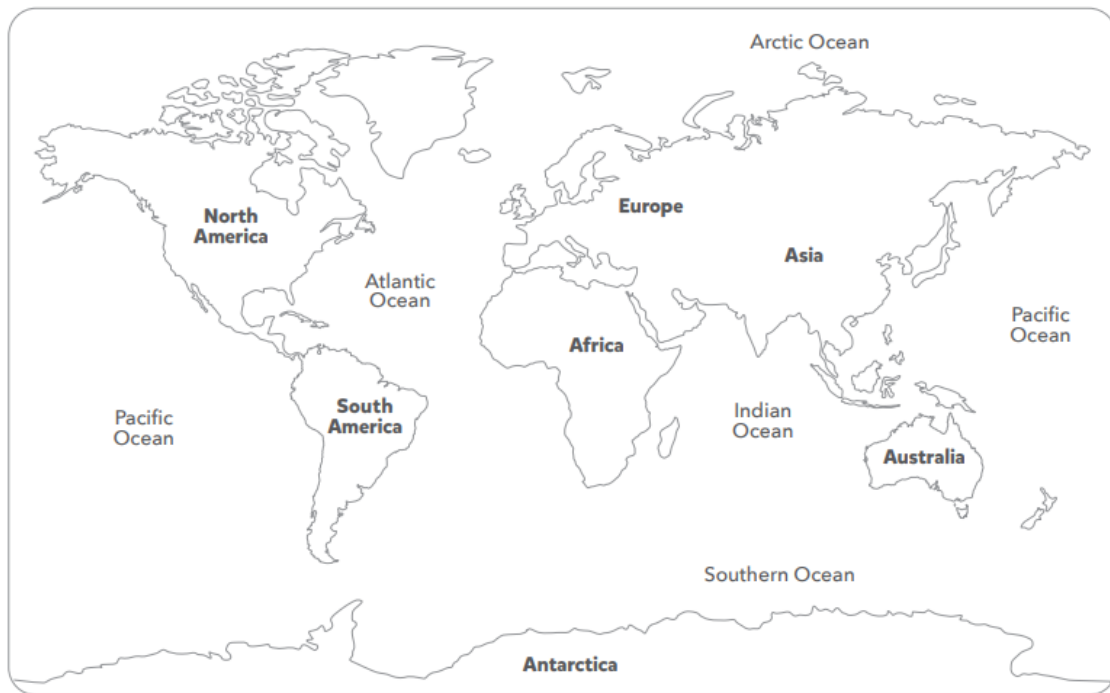 Arctic Ocean
North
America
Europe
Asia
Atlantic
Ocean
Pacific
Ocean
Africa
South
America
Pacific
Ocean
Indian
Ocean
Australia
Southern Ocean
Antarctica